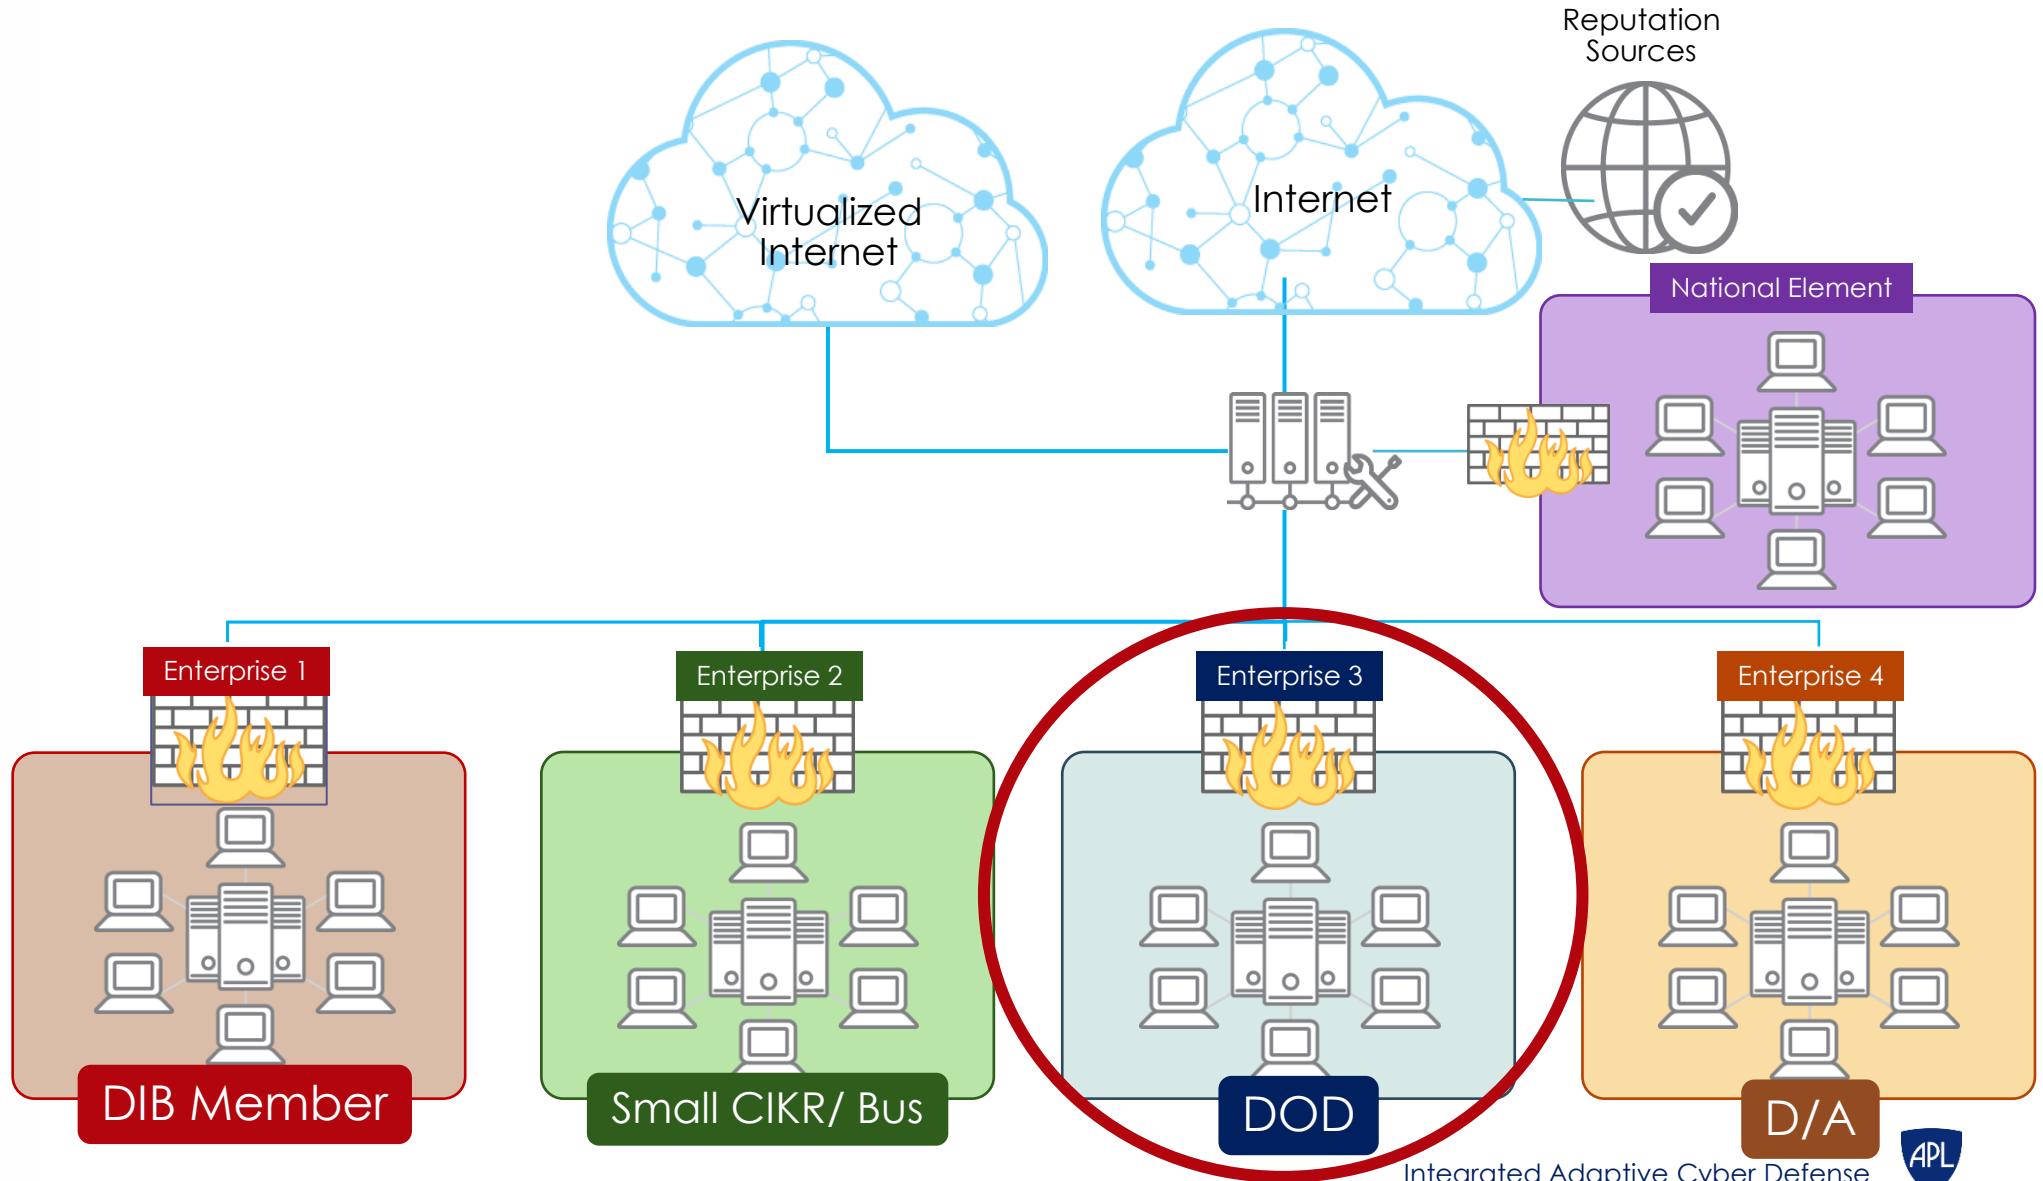 Reputation
Sources
Virtualized
Internet
Internet
National Element
Enterprise 1
Enterprise 2
Enterprise 3
Enterprise 4
DIB Member
Small CIKR/ Bus
DOD
D/A
Integrated Adaptive Cyber Defense
APL